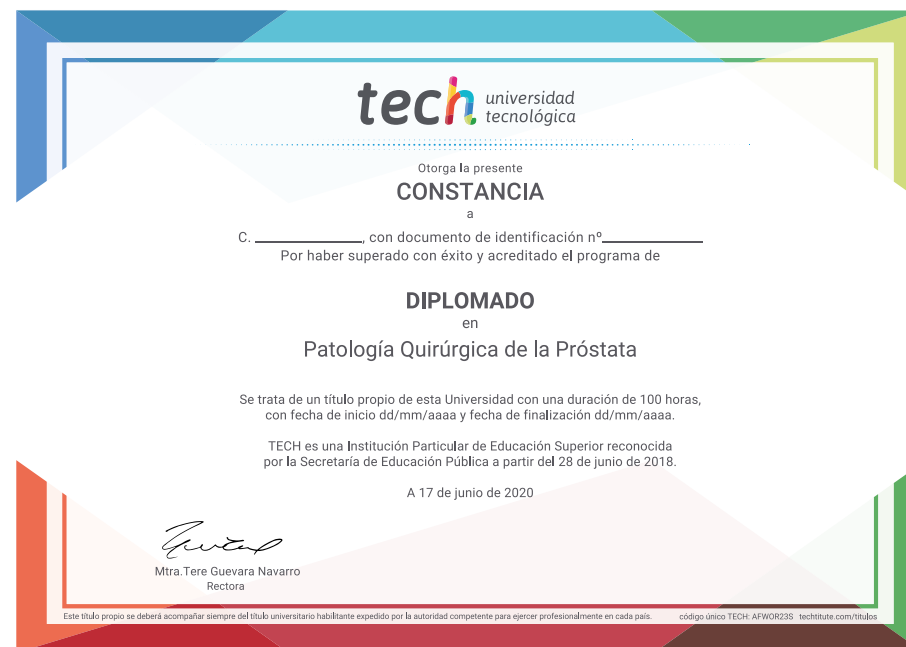 tech universidad
tecnológica
Otorga la presente
CONSTANCIA
a
C. ____________, con documento de identificación nº____________
Por haber superado con éxito y acreditado el programa de
DIPLOMADO
en
Patología Quirúrgica de la Próstata
Se trata de un título propio de esta Universidad con una duración de 100 horas,
con fecha de inicio dd/mm/aaaa y fecha de finalización dd/mm/aaaa.
TECH es una Institución Particular de Educación Superior reconocida
por la Secretaría de Educación Pública a partir del 28 de junio de 2018.
A 17 de junio de 2020
Mtra.Tere Guevara Navarro
Rectora
Este título propio se deberá acompañar siempre del título universitario habilitante expedido por la autoridad competente para ejercer profesionalmente en cada país. código único TECH: AFWOR23S techtitute.com/titulos